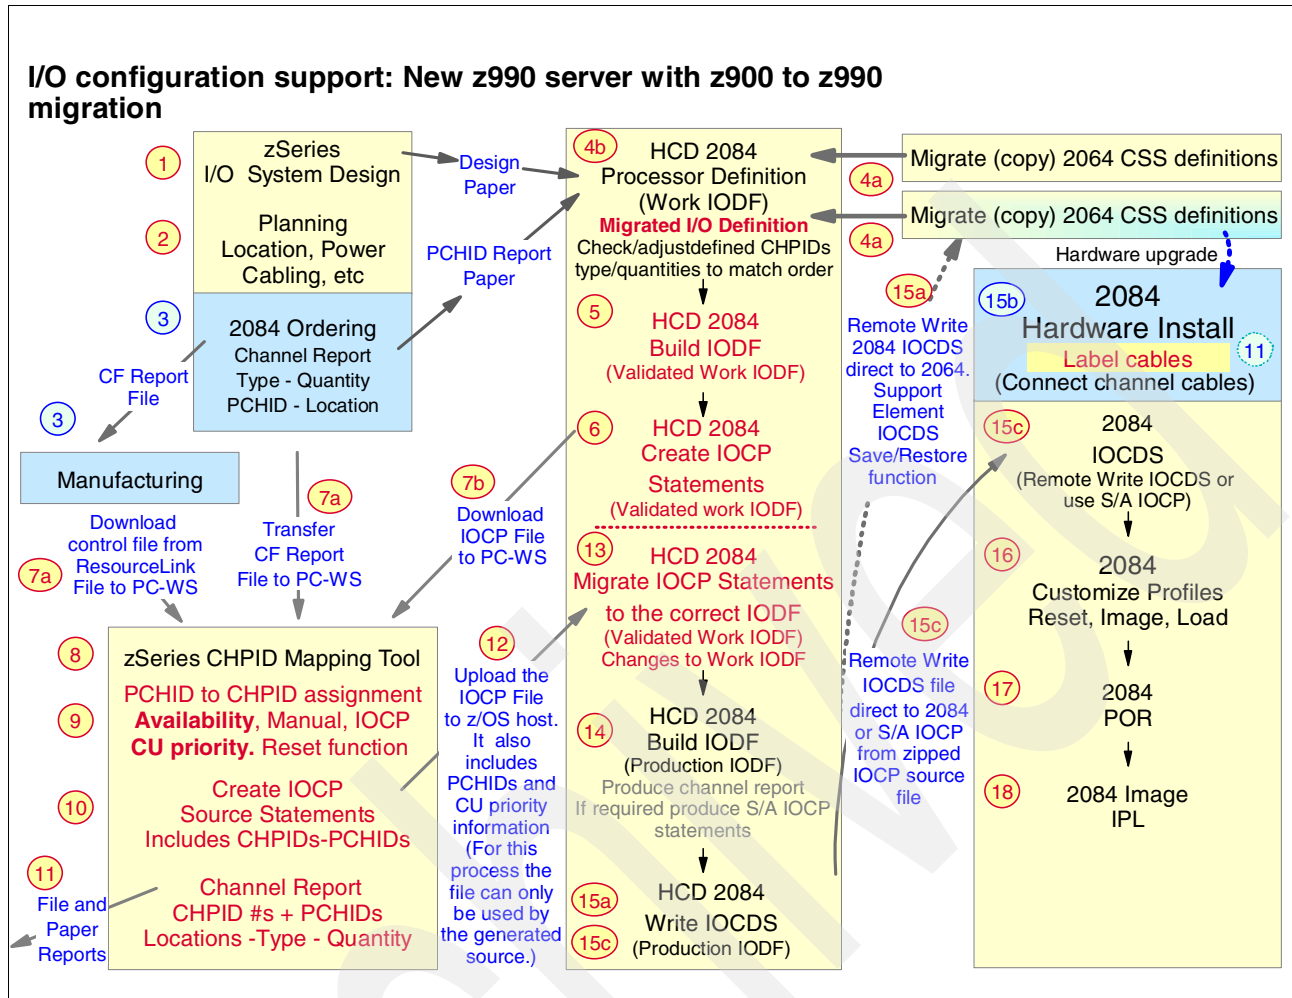 I/O configuration support: New z990 server with z900 to z990
migration
1
zSeries
I/O System Design
2
Planning
Location, Power
Cabling, etc
3
2084 Ordering
Channel Report
Type - Quantity
PCHID - Location
Design
Paper
PCHID Report
Paper
CF Report
File
3
Manufacturing
Download
control file from
ResourceLink
File to PC-WS
7a
7a
Transfer
CF Report
File to PC-WS
7b
Download
IOCP File
to PC-WS
8
zSeries CHPID Mapping Tool
9
PCHID to CHPID assignment
Availability, Manual, IOCP
CU priority. Reset function
10
Create IOCP
Source Statements
Includes CHPIDs-PCHIDs
11
File and
Paper
Reports
Channel Report
CHPID #s + PCHIDs
Locations -Type - Quantity
12
Upload the
IOCP File
to z/OS host.
It also
includes
PCHIDs and
CU priority
information
(For this
process the
file can only
be used by
the generated
source.)
4b
HCD 2084
Processor Definition
(Work IODF)
Migrated I/O Definition
Check/adjustdefined CHPIDs
type/quantities to match order
5
HCD 2084
Build IODF
(Validated Work IODF)
6
HCD 2084
Create IOCP
Statements
(Validated work IODF)
13
HCD 2084
Migrate IOCP Statements
to the correct IODF
(Validated Work IODF)
Changes to Work IODF
14
HCD 2084
Build IODF
(Production IODF)
Produce channel report
If required produce S/A IOCP
statements
15a
15c
HCD 2084
Write IOCDS
(Production IODF)
4a
Migrate (copy) 2064 CSS definitions
4a
Migrate (copy) 2064 CSS definitions
Hardware upgrade
15a
Remote Write
2084 IOCDS
direct to 2064.
Support
Element
IOCDS
Save/Restore
function
15c
Remote Write
IOCDS file
direct to 2084
or S/A IOCP
from zipped
IOCP source
file
15b
2084
Hardware Install
Label cables
11
(Connect channel cables)
15c
2084
IOCDS
(Remote Write IOCDS or
use S/A IOCP)
16
2084
Customize Profiles
Reset, Image, Load
17
2084
POR
18
2084 Image
IPL